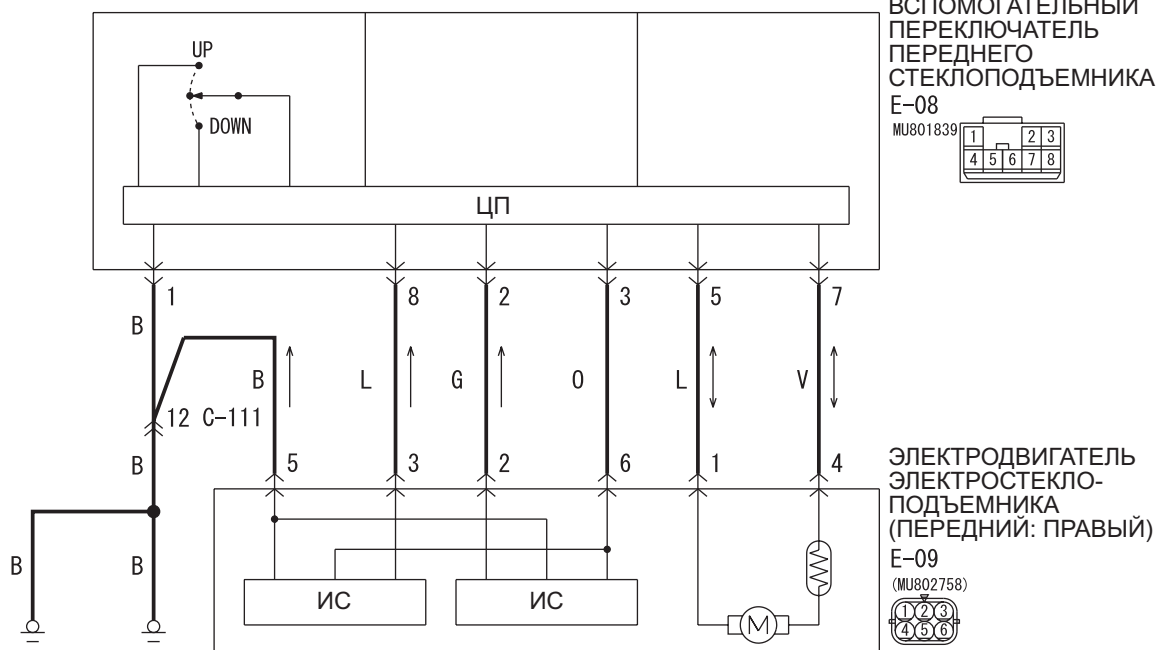 ВСПОМОГАТЕЛЬНЫЙ
ПЕРЕКЛЮЧАТЕЛЬ
ПЕРЕДНЕГО
СТЕКЛОПОДЪЕМНИКА
E-08
MU801839
1 2 3
4 5 6 7 8
UP
DOWN
ЦП
1 8 2 3 5 7
B
B L G O L V
12 C-111
B 5 3 2 6 1 4
B B
ИС ИС M
ЭЛЕКТРОДВИГАТЕЛЬ
ЭЛЕКТРОСТЕКЛО-
ПОДЪЕМНИКА
(ПЕРЕДНИЙ: ПРАВЫЙ)
E-09
(MU802758)
1 2 3
4 5 6